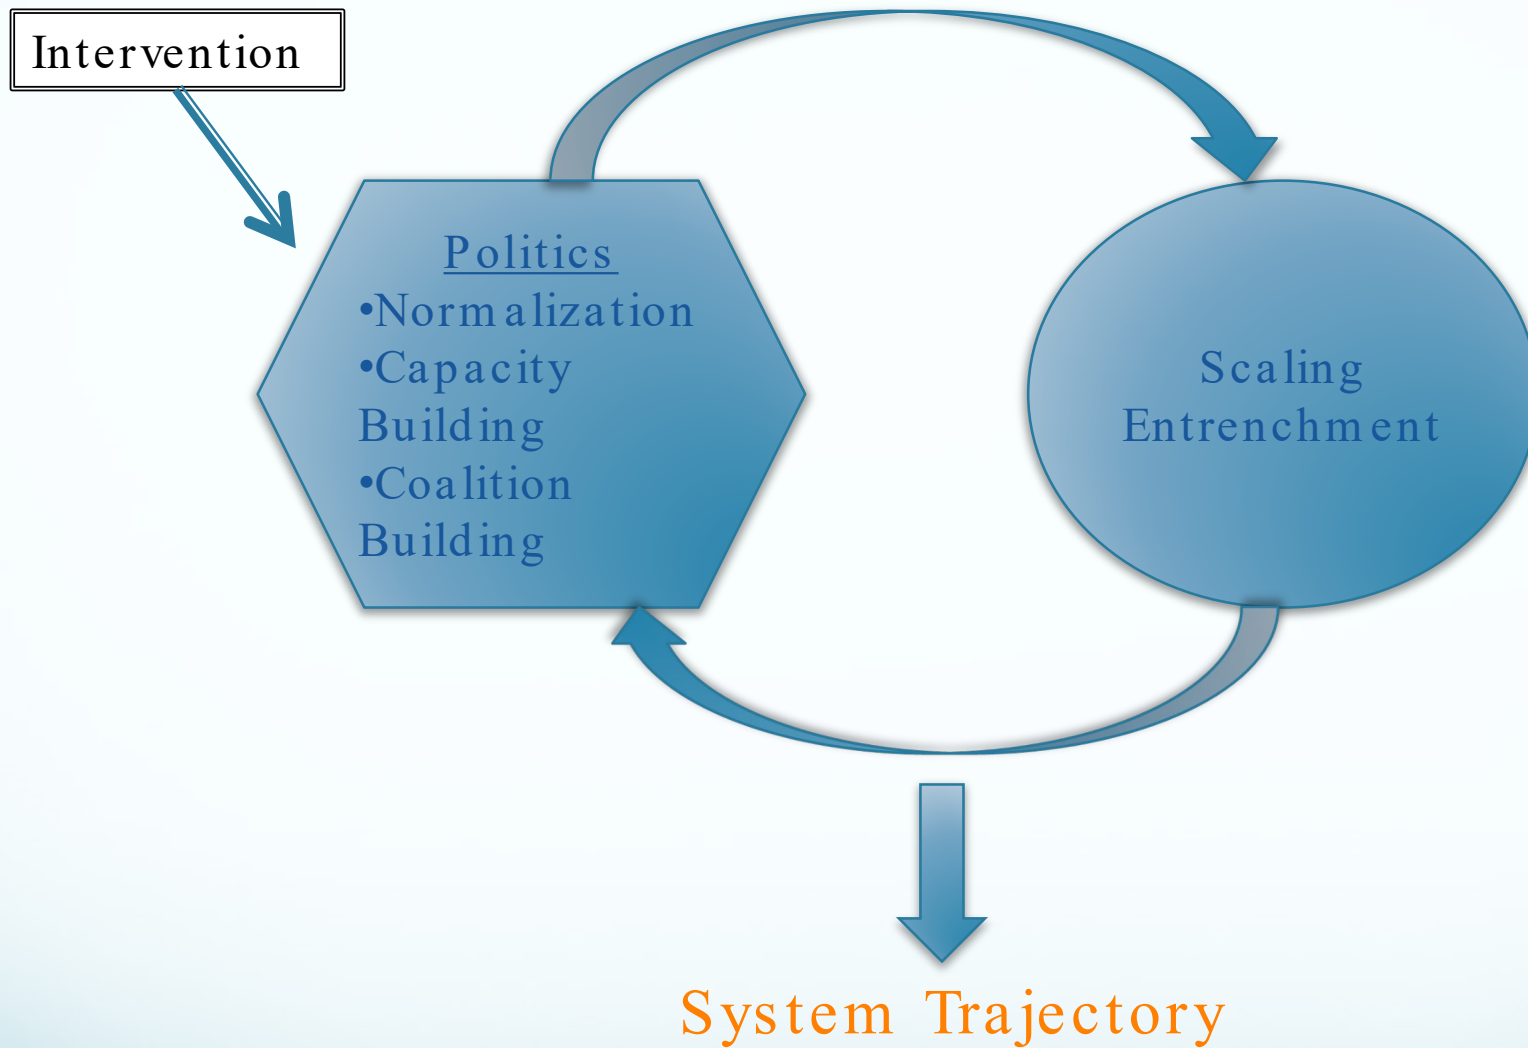 Intervention
Politics
•Normalization
•Capacity
Building
•Coalition
Building
Scaling
Entrenchment
System Trajectory